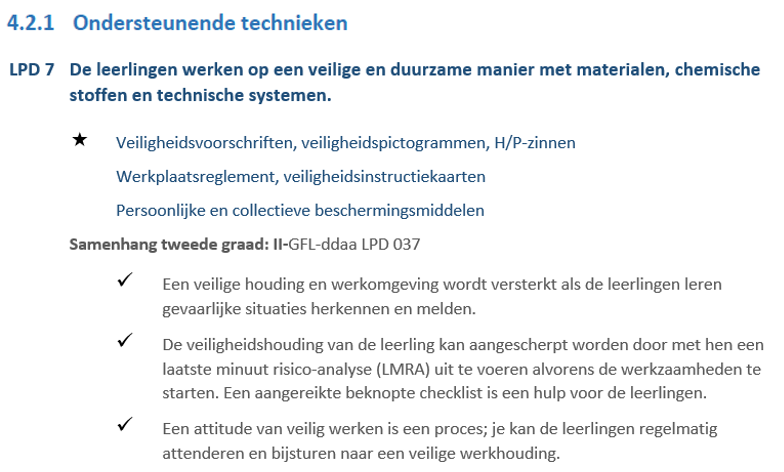 4.2.1 Ondersteunende technieken
LPD 7 De leerlingen werken op een veilige en duurzame manier met materialen, chemische
stoffen en technische systemen.
★ Veiligheidsvoorschriften, veiligheidspictogrammen, H/P-zinnen
Werkplaatsreglement, veiligheidsinstructiekaarten
Persoonlijke en collectieve beschermingsmiddelen
Samenhang tweede graad: II-GFL-ddaa LPD 037
✓ Een veilige houding en werkomgeving wordt versterkt als de leerlingen leren
gevaarlijke situaties herkennen en melden.
✓ De veiligheidshouding van de leerling kan aangescherpt worden door met hen een
laatste minuut risico-analyse (LMRA) uit te voeren alvorens de werkzaamheden te
starten. Een aangereikte beknopte checklist is een hulp voor de leerlingen.
✓ Een attitude van veilig werken is een proces; je kan de leerlingen regelmatig
attenderen en bijsturen naar een veilige werkhouding.